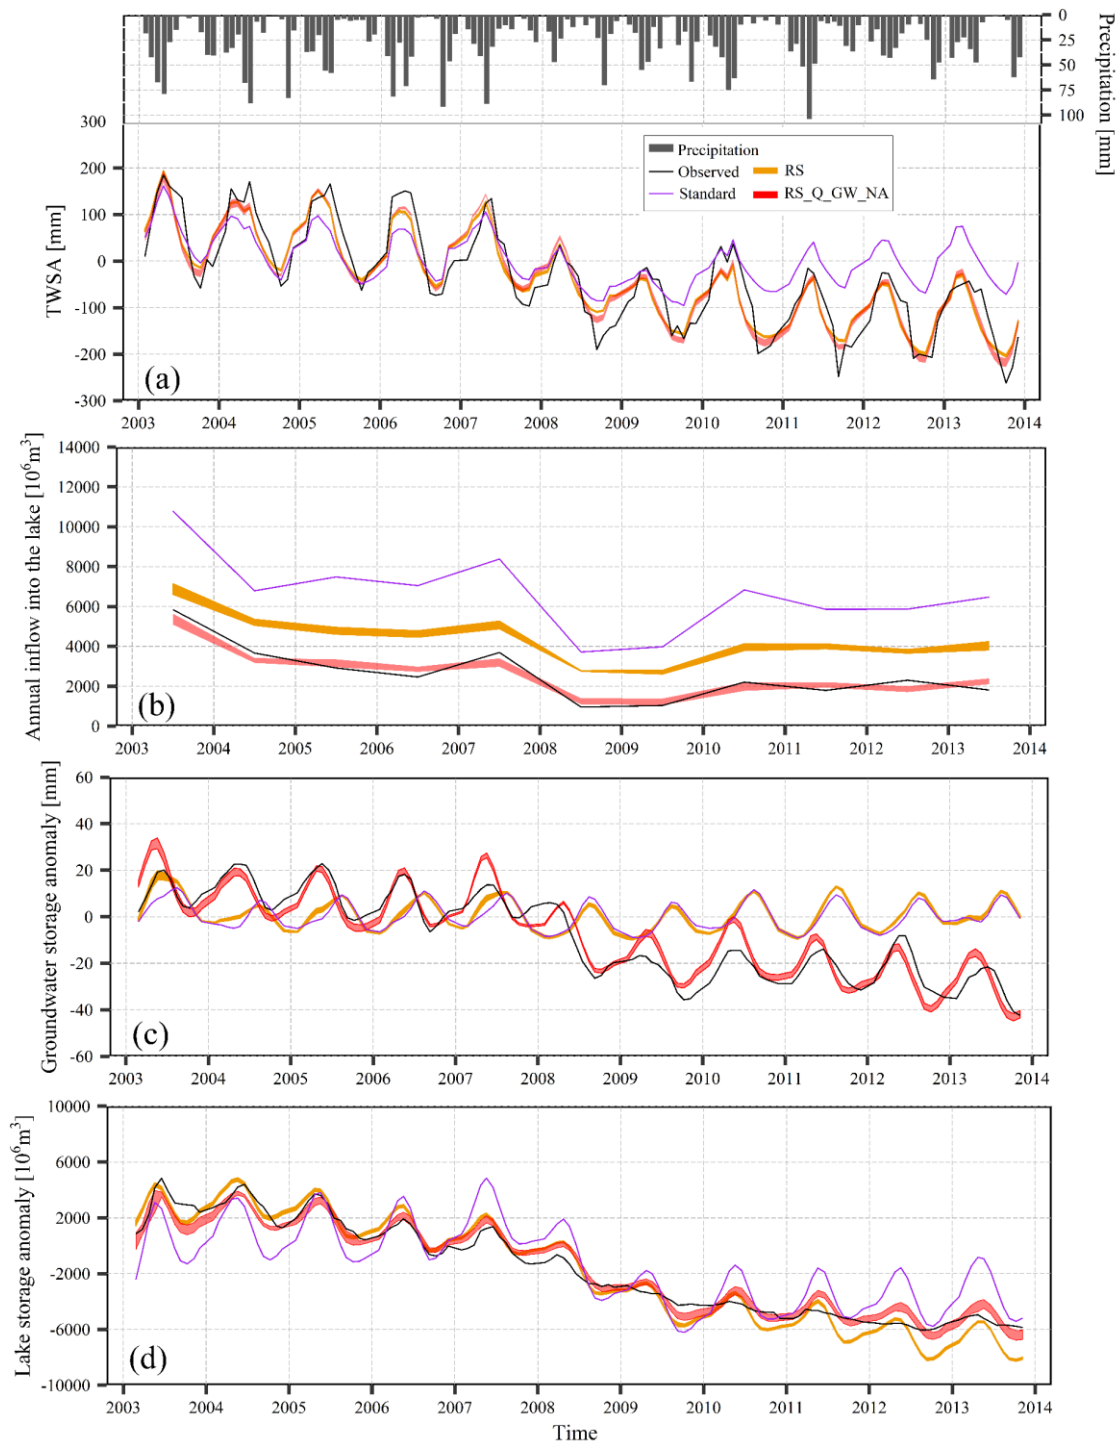 0
25
50
75
100
Precipitation [mm]
300
200
100
0
-100
-200
-300
TWSA [mm]
Precipitation
Observed
RS
Standard
RS_Q_GW_NA
(a)
2003 2004 2005 2006 2007 2008 2009 2010 2011 2012 2013 2014
14000
12000
10000
8000
6000
4000
2000
0
Annual inflow into the lake [10⁶m³]
(b)
2003 2004 2005 2006 2007 2008 2009 2010 2011 2012 2013 2014
60
40
20
0
-20
-40
-60
Groundwater storage anomaly [mm]
(c)
2003 2004 2005 2006 2007 2008 2009 2010 2011 2012 2013 2014
10000
6000
2000
-2000
-6000
-10000
Lake storage anomaly [10⁶m³]
(d)
2003 2004 2005 2006 2007 2008 2009 2010 2011 2012 2013 2014
Time